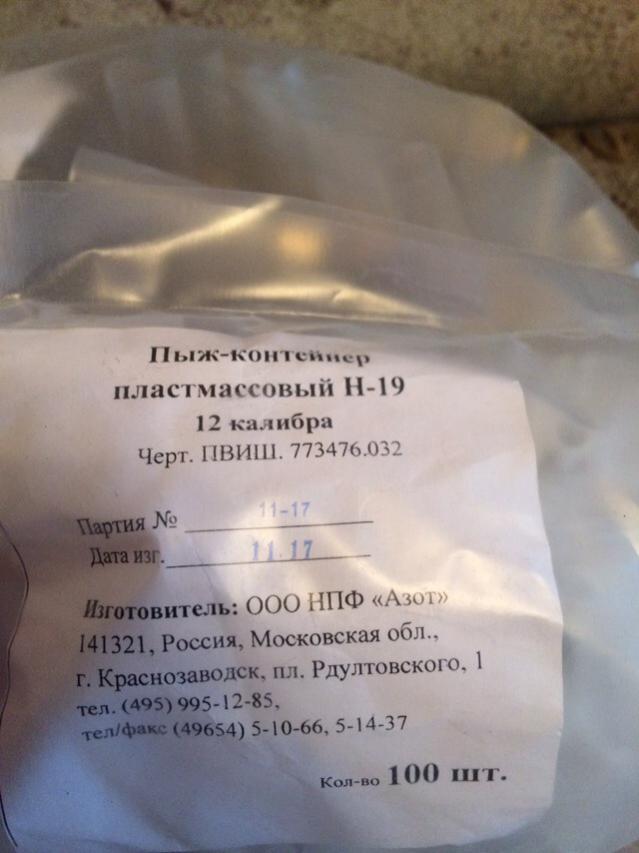 Пыж-контейнер
пластмассовый Н-19
12 калибра
Черт. ПВИШ. 773476.032
Партия № 11-17
Дата изг. 11 17
Изготовитель: ООО НПФ «Азот»
141321, Россия, Московская обл.,
г. Краснозаводск, пл. Рдултовского, 1
тел. (495) 995-12-85,
тел/факс (49654) 5-10-66, 5-14-37
Кол-во 100 шт.